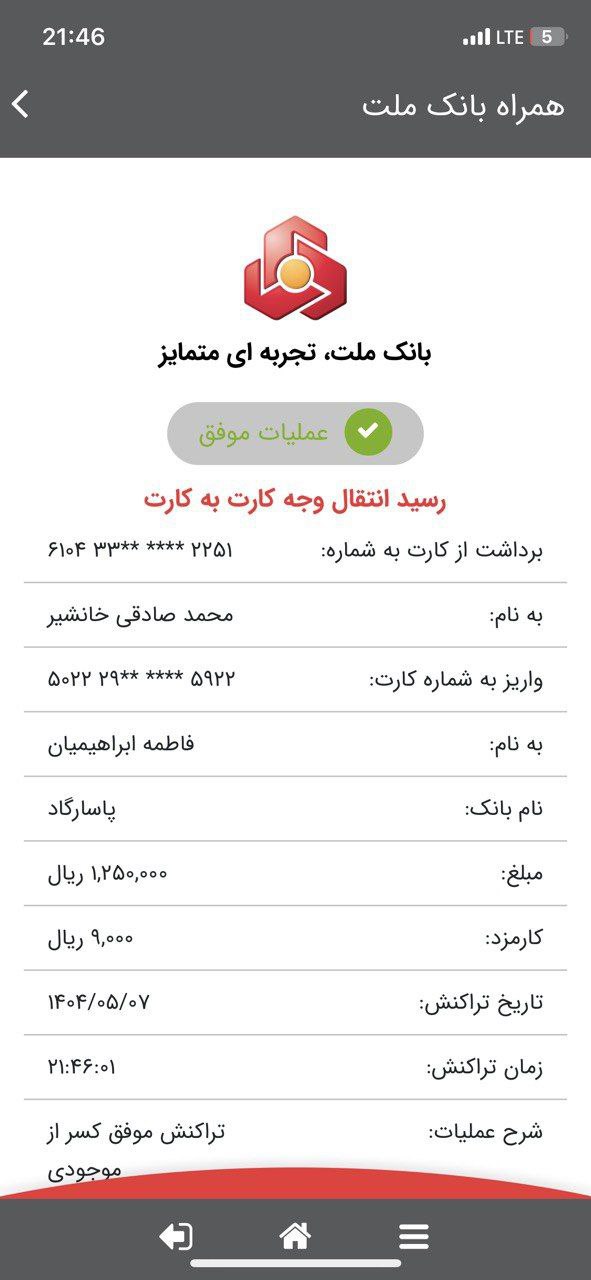 21:46 LTE 5
همراه بانک ملت
بانک ملت، تجربه ای متمایز
عملیات موفق
رسید انتقال وجه کارت به کارت
برداشت از کارت به شماره: ۶۱۰۴ ۳۳** **** ۲۲۵۱
به نام: محمد صادقی خانشیر
واریز به شماره کارت: ۵۰۲۲ ۲۹** **** ۵۹۲۲
به نام: فاطمه ابراهیمیان
نام بانک: پاسارگاد
مبلغ: ۱,۲۵۰,۰۰۰ ریال
کارمزد: ۹,۰۰۰ ریال
تاریخ تراکنش: ۱۴۰۴/۰۵/۰۷
زمان تراکنش: ۲۱:۴۶:۰۱
شرح عملیات: تراکنش موفق کسر از
موجودی